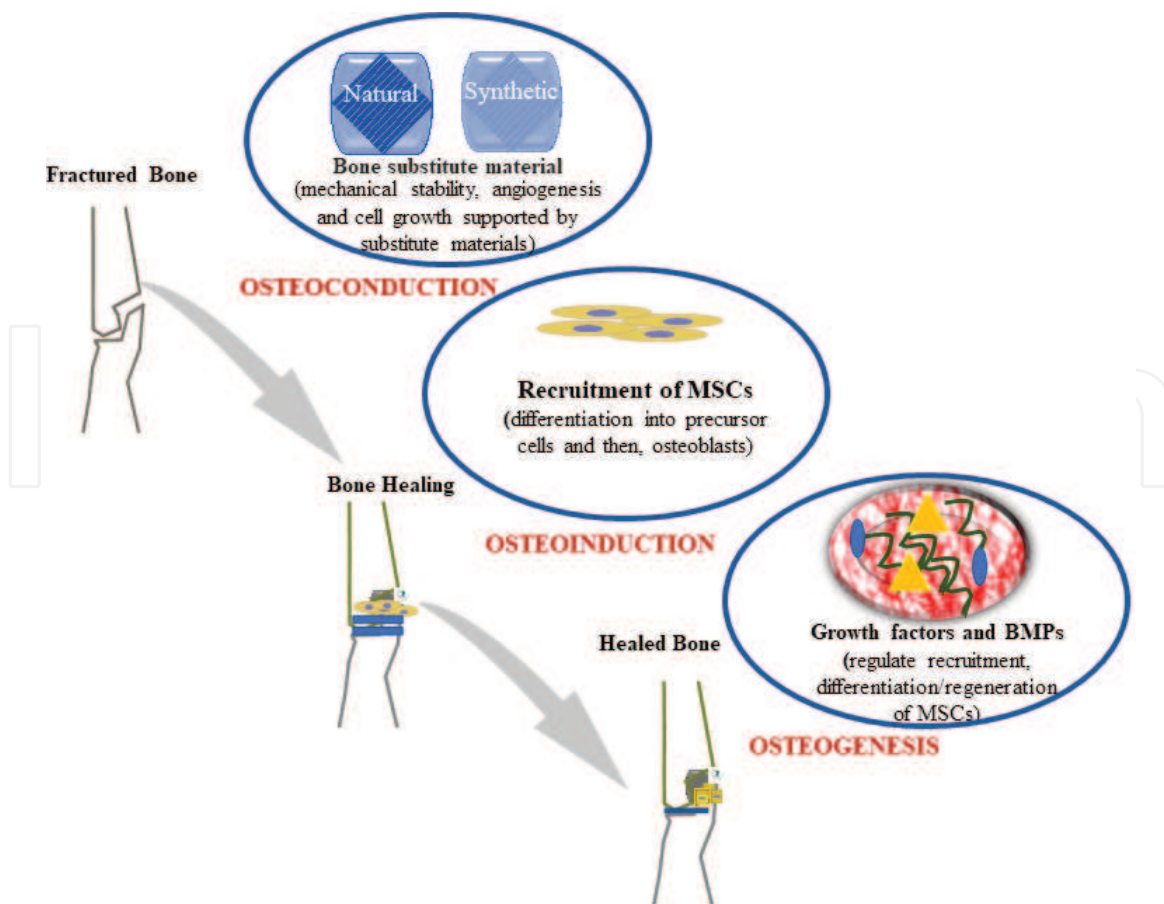 Natural
Synthetic
Bone substitute material
(mechanical stability, angiogenesis
and cell growth supported by
substitute materials)
Fractured Bone
OSTEOCONDUCTION
Recruitment of MSCs
(differentiation into precursor
cells and then, osteoblasts)
Bone Healing
OSTEOINDUCTION
Growth factors and BMPs
(regulate recruitment,
differentiation/regeneration
of MSCs)
Healed Bone
OSTEOGENESIS